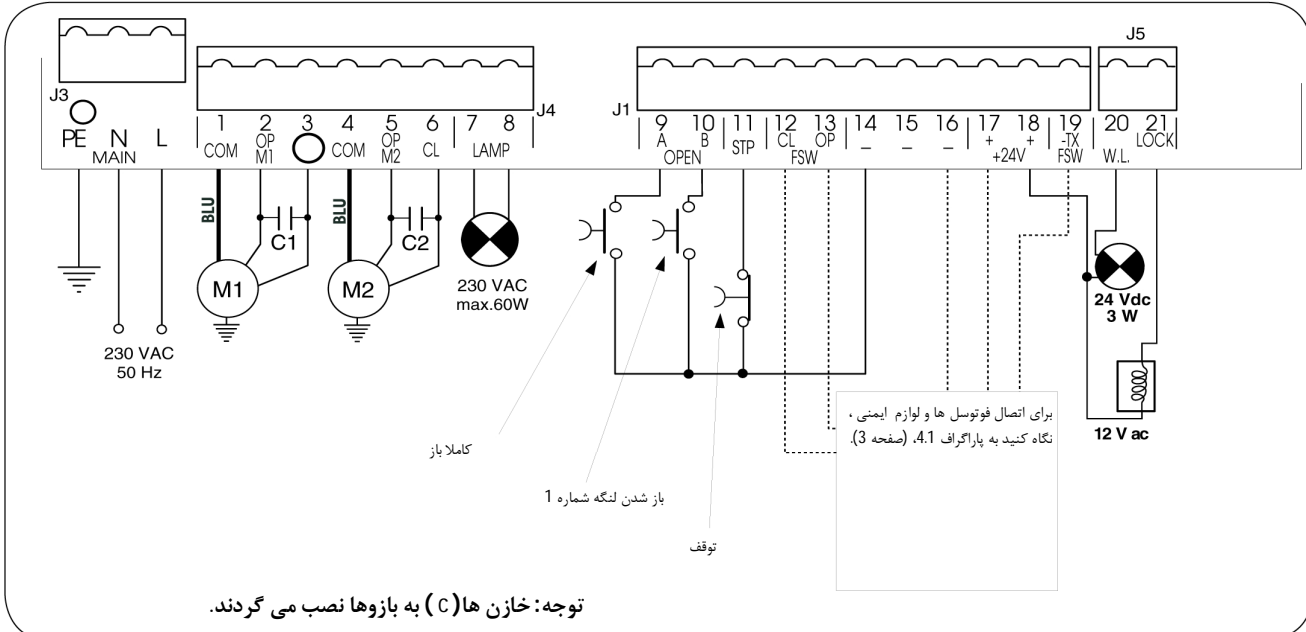 J3
PE N L
MAIN
J4
1 2 3 4 5 6 7 8
COM OP M1 COM OP M2 CL LAMP
J1
9 10 11 12 13 14 15 16 17 18 19
A B STP CL OP – – – + + -TX
OPEN FSW +24V FSW
J5
20 21
W.L. LOCK
BLU
C1
M1
BLU
C2
M2
230 VAC
max.60W
230 VAC
50 Hz
24 Vdc
3 W
12 V ac
برای اتصال فوتوسل ها و لوازم ایمنی ،
نگاه کنید به پاراگراف 4.1، (صفحه 3).
کاملا باز
باز شدن لنگه شماره 1
توقف
توجه: خازن ها( C ) به بازوها نصب می گردند.